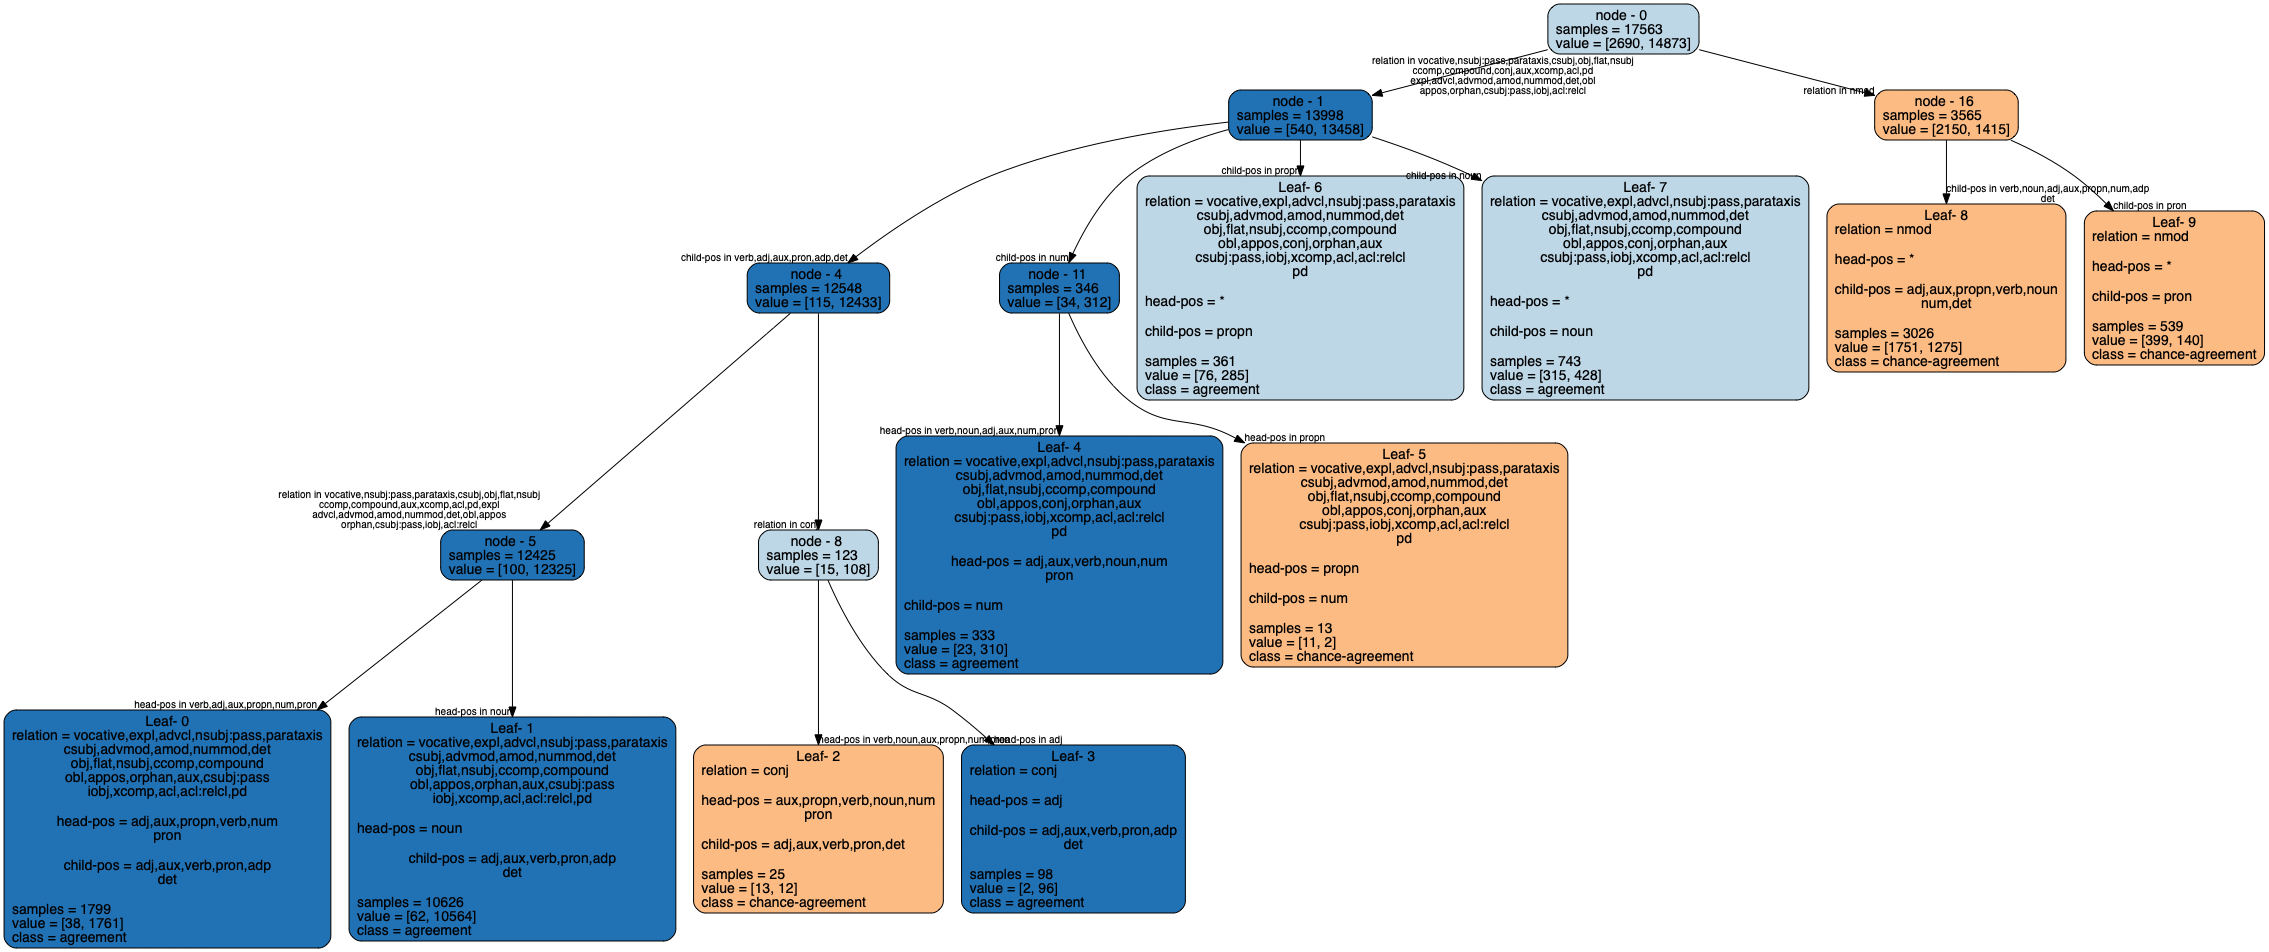 node - 0
samples = 17563
value = [2690, 14873]
relation in vocative,nsubj:pass,parataxis,csubj,obj,flat,nsubj
ccomp,compound,conj,aux,xcomp,acl,pd
expl,advcl,advmod,amod,nummod,det,obl
appos,orphan,csubj:pass,iobj,acl:relcl
relation in nmod
node - 1
samples = 13998
value = [540, 13458]
node - 16
samples = 3565
value = [2150, 1415]
child-pos in verb,adj,aux,pron,adp,det
child-pos in num
child-pos in propn
child-pos in noun
child-pos in verb,noun,adj,aux,propn,num,adp
det
child-pos in pron
node - 4
samples = 12548
value = [115, 12433]
node - 11
samples = 346
value = [34, 312]
Leaf- 6
relation = vocative,expl,advcl,nsubj:pass,parataxis
csubj,advmod,amod,nummod,det
obj,flat,nsubj,ccomp,compound
obl,appos,conj,orphan,aux
csubj:pass,iobj,xcomp,acl,acl:relcl
pd
head-pos = *
child-pos = propn
samples = 361
value = [76, 285]
class = agreement
Leaf- 7
relation = vocative,expl,advcl,nsubj:pass,parataxis
csubj,advmod,amod,nummod,det
obj,flat,nsubj,ccomp,compound
obl,appos,conj,orphan,aux
csubj:pass,iobj,xcomp,acl,acl:relcl
pd
head-pos = *
child-pos = noun
samples = 743
value = [315, 428]
class = agreement
Leaf- 8
relation = nmod
head-pos = *
child-pos = adj,aux,propn,verb,noun
num,det
samples = 3026
value = [1751, 1275]
class = chance-agreement
Leaf- 9
relation = nmod
head-pos = *
child-pos = pron
samples = 539
value = [399, 140]
class = chance-agreement
relation in vocative,nsubj:pass,parataxis,csubj,obj,flat,nsubj
ccomp,compound,aux,xcomp,acl,pd,expl
advcl,advmod,amod,nummod,det,obl,appos
orphan,csubj:pass,iobj,acl:relcl
relation in conj
head-pos in verb,noun,adj,aux,num,pron
head-pos in propn
node - 5
samples = 12425
value = [100, 12325]
node - 8
samples = 123
value = [15, 108]
Leaf- 4
relation = vocative,expl,advcl,nsubj:pass,parataxis
csubj,advmod,amod,nummod,det
obj,flat,nsubj,ccomp,compound
obl,appos,conj,orphan,aux
csubj:pass,iobj,xcomp,acl,acl:relcl
pd
head-pos = adj,aux,verb,noun,num
pron
child-pos = num
samples = 333
value = [23, 310]
class = agreement
Leaf- 5
relation = vocative,expl,advcl,nsubj:pass,parataxis
csubj,advmod,amod,nummod,det
obj,flat,nsubj,ccomp,compound
obl,appos,conj,orphan,aux
csubj:pass,iobj,xcomp,acl,acl:relcl
pd
head-pos = propn
child-pos = num
samples = 13
value = [11, 2]
class = chance-agreement
head-pos in verb,adj,aux,propn,num,pron
head-pos in noun
head-pos in verb,noun,aux,propn,num,pron
head-pos in adj
Leaf- 0
relation = vocative,expl,advcl,nsubj:pass,parataxis
csubj,advmod,amod,nummod,det
obj,flat,nsubj,ccomp,compound
obl,appos,orphan,aux,csubj:pass
iobj,xcomp,acl,acl:relcl,pd
head-pos = adj,aux,propn,verb,num
pron
child-pos = adj,aux,verb,pron,adp
det
samples = 1799
value = [38, 1761]
class = agreement
Leaf- 1
relation = vocative,expl,advcl,nsubj:pass,parataxis
csubj,advmod,amod,nummod,det
obj,flat,nsubj,ccomp,compound
obl,appos,orphan,aux,csubj:pass
iobj,xcomp,acl,acl:relcl,pd
head-pos = noun
child-pos = adj,aux,verb,pron,adp
det
samples = 10626
value = [62, 10564]
class = agreement
Leaf- 2
relation = conj
head-pos = aux,propn,verb,noun,num
pron
child-pos = adj,aux,verb,pron,det
samples = 25
value = [13, 12]
class = chance-agreement
Leaf- 3
relation = conj
head-pos = adj
child-pos = adj,aux,verb,pron,adp
det
samples = 98
value = [2, 96]
class = agreement